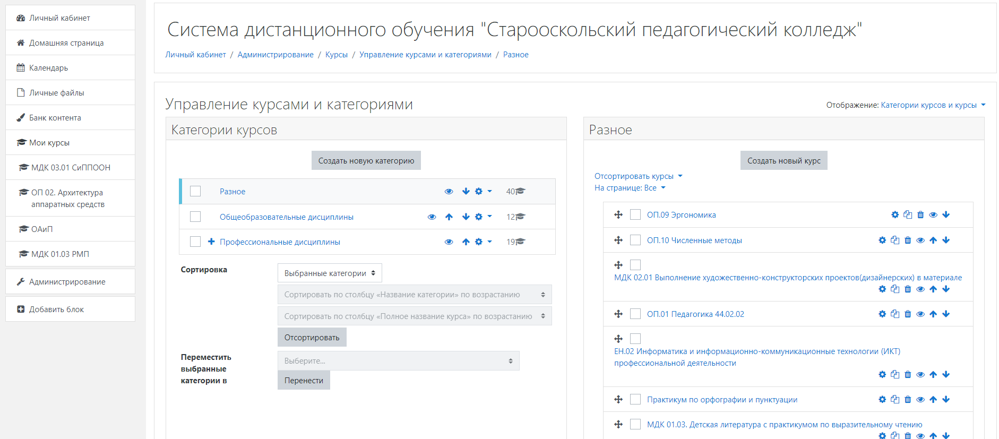 Личный кабинет
Домашняя страница
Календарь
Личные файлы
Банк контента
Мои курсы
МДК 03.01 СиППООН
ОП 02. Архитектура
аппаратных средств
ОАиП
МДК 01.03 РМП
Администрирование
Добавить блок
Система дистанционного обучения "Старооскольский педагогический колледж"
Личный кабинет / Администрирование / Курсы / Управление курсами и категориями / Разное
Управление курсами и категориями
Отображение: Категории курсов и курсы
Категории курсов
Создать новую категорию
Разное 40
Общеобразовательные дисциплины 12
Профессиональные дисциплины 19
Сортировка
Выбранные категории
Сортировать по столбцу «Название категории» по возрастанию
Сортировать по столбцу «Полное название курса» по возрастанию
Отсортировать
Переместить
выбранные
категории в
Выберите...
Перенести
Разное
Создать новый курс
Отсортировать курсы
На странице: Все
ОП.09 Эргономика
ОП.10 Численные методы
МДК 02.01 Выполнение художественно-конструкторских проектов(дизайнерских) в материале
ОП.01 Педагогика 44.02.02
ЕН.02 Информатика и информационно-коммуникационные технологии (ИКТ)
профессиональной деятельности
Практикум по орфографии и пунктуации
МДК 01.03. Детская литература с практикумом по выразительному чтению